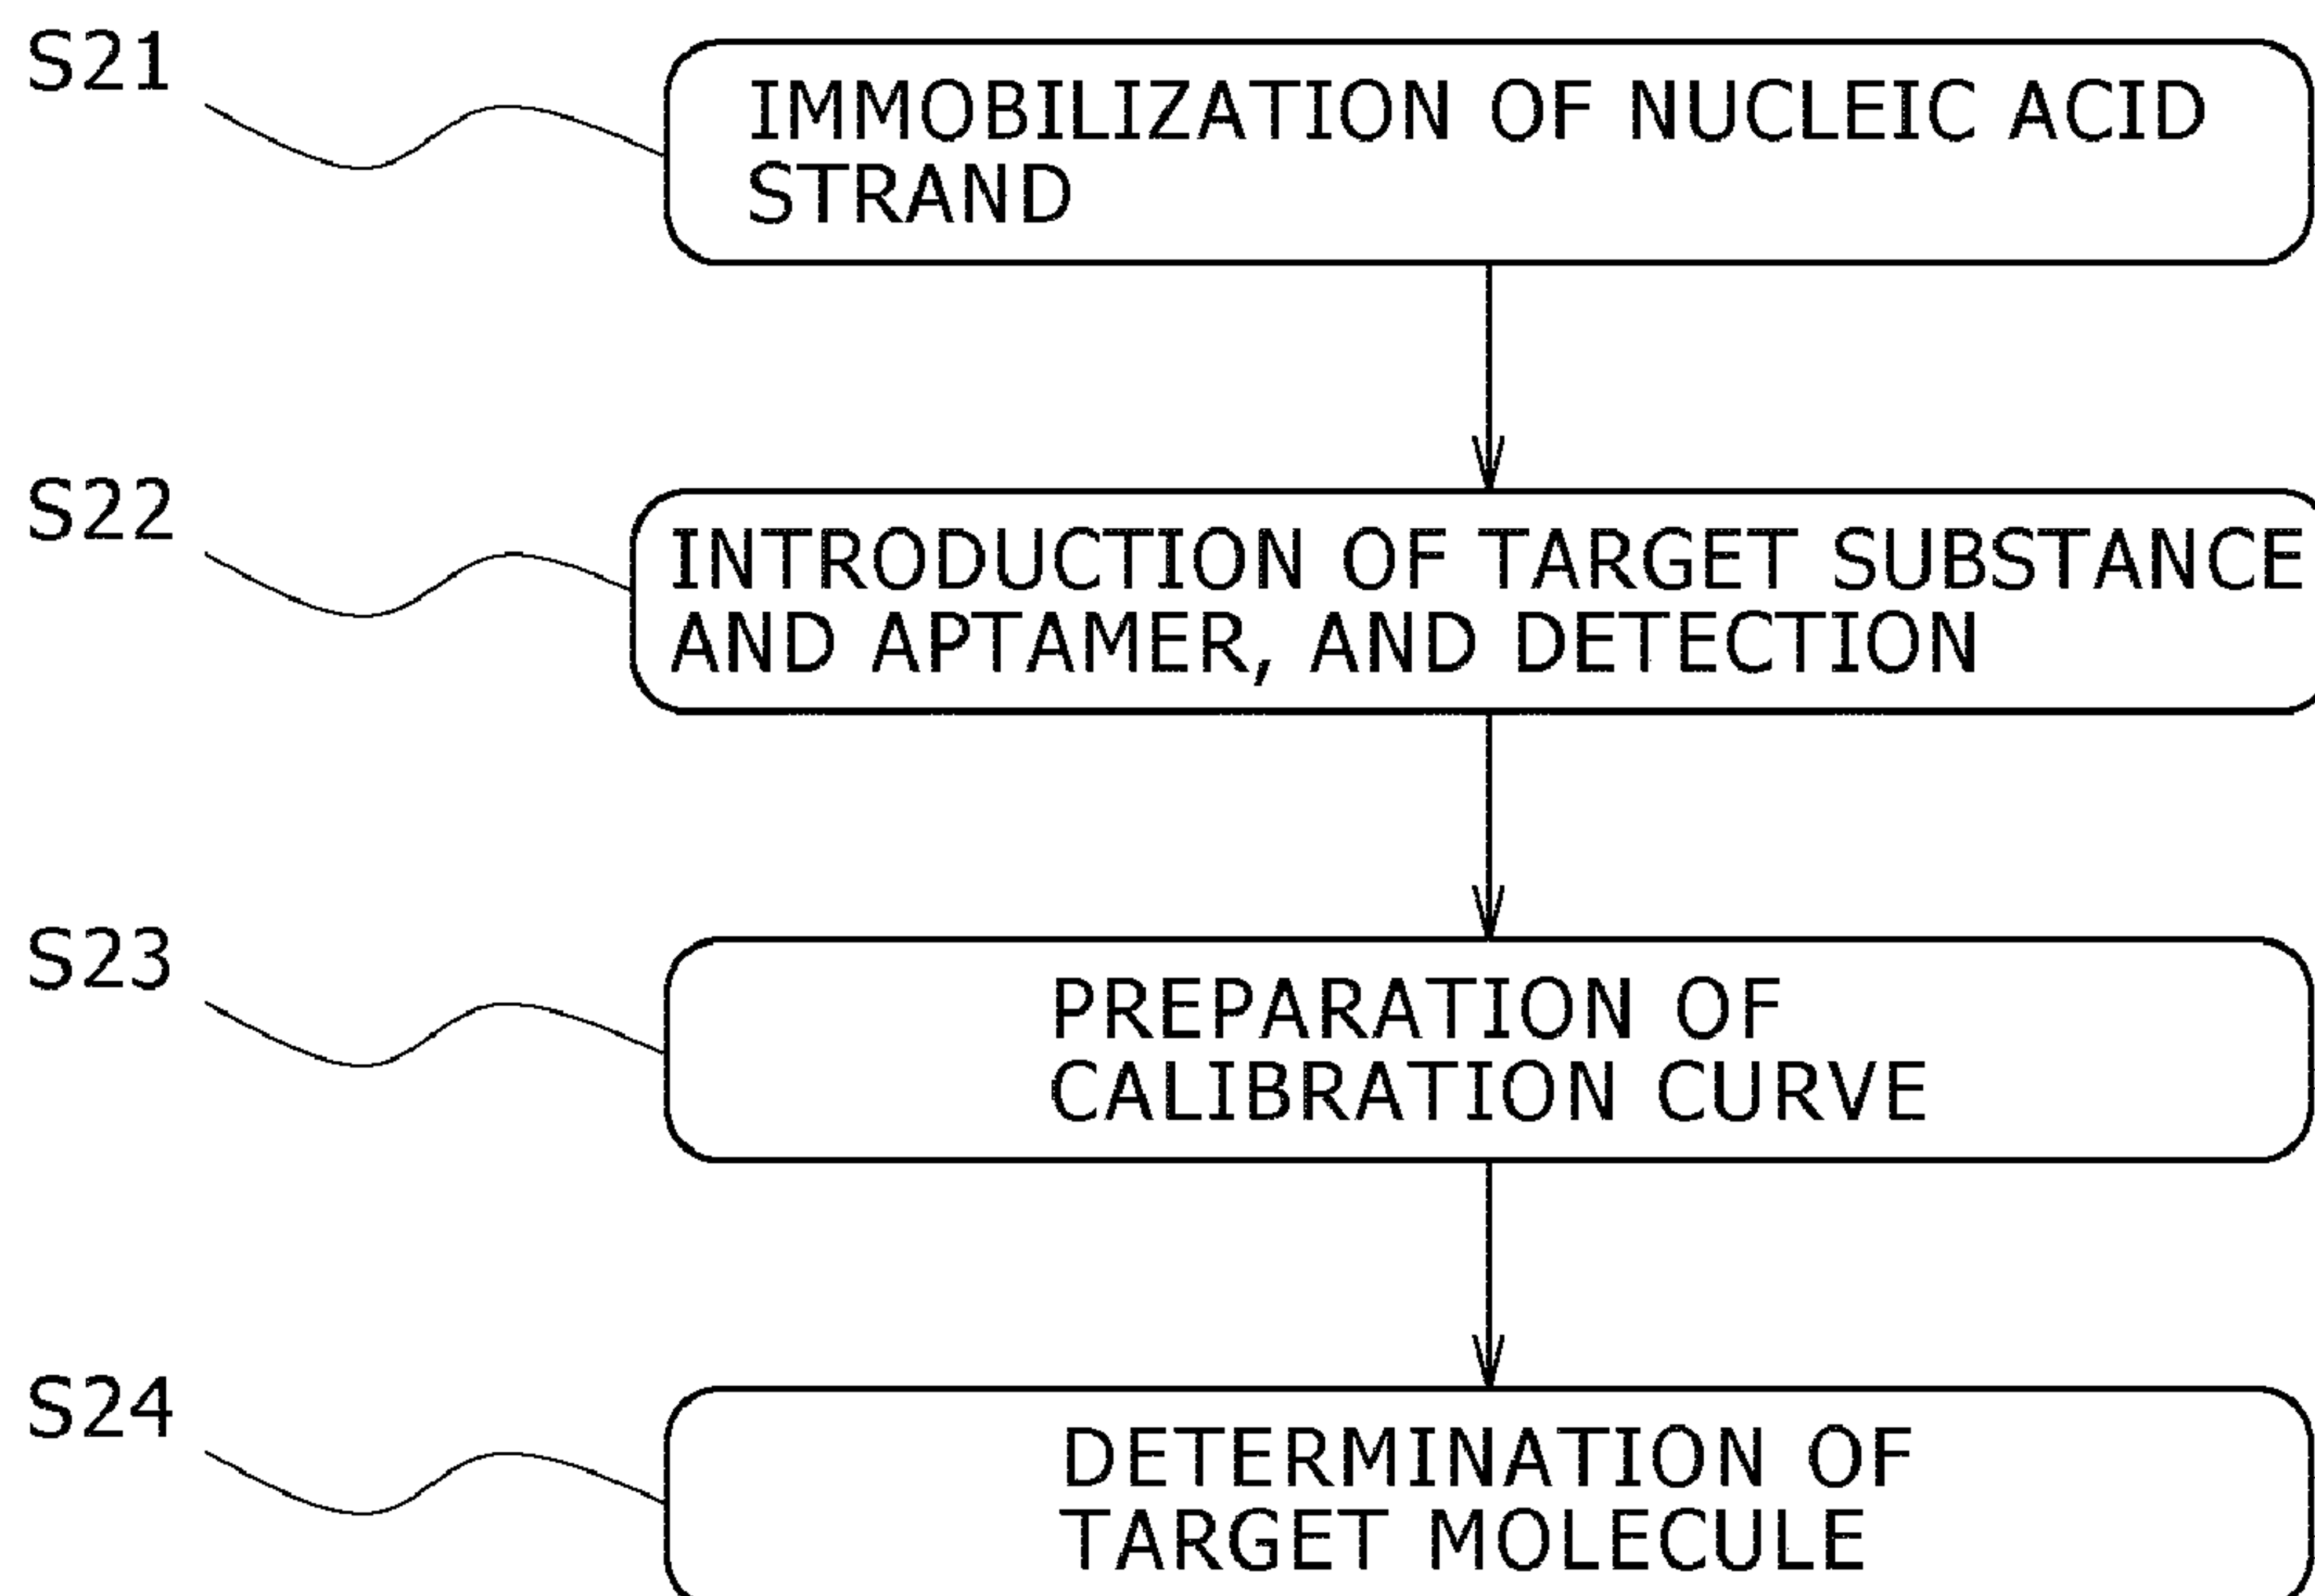 S21
IMMOBILIZATION OF NUCLEIC ACID
STRAND
S22
INTRODUCTION OF TARGET SUBSTANCE
AND APTAMER, AND DETECTION
S23
PREPARATION OF
CALIBRATION CURVE
S24
DETERMINATION OF
TARGET MOLECULE